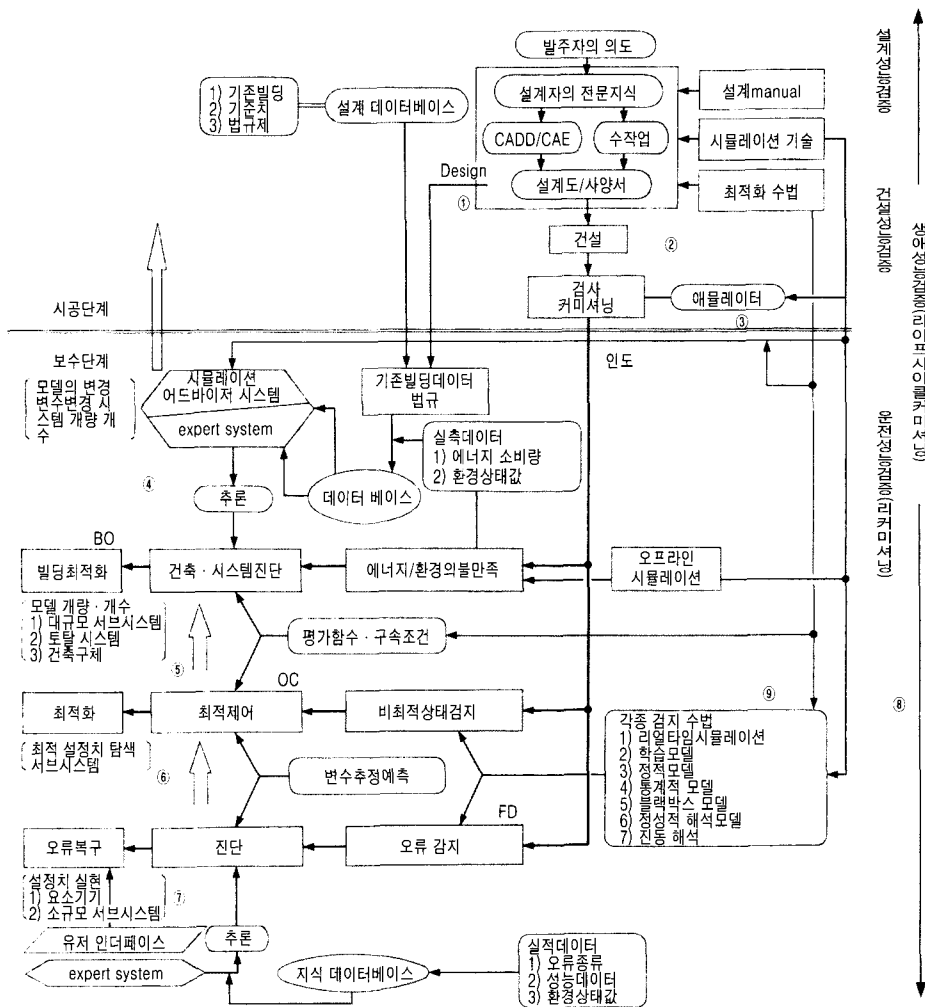 발주자의 의도
설계자의 전문지식
CADD/CAE
수작업
설계도/사양서
설계manual
시뮬레이션 기술
최적화 수법
1) 기존빌딩
2) 기준치
3) 법규제
설계 데이터베이스
Design
①
건설
②
검사
커미셔닝
애뮬레이터
③
설계성능검증
건설성능검증
생애성능검증(라이프사이클커미셔닝)
운전성능검증(리커미셔닝)
시공단계
보수단계
인도
모델의 변경
변수변경 시
스템 개량 개
수
시뮬레이션
어드바이저 시스템
expert system
기존빌딩데이터
법규
실측데이터
1) 에너지 소비량
2) 환경상태값
④
추론
데이터 베이스
BO
빌딩최적화
건축·시스템진단
에너지/환경의불만족
오프라인
시뮬레이션
모델 개량·개수
1) 대규모 서브시스템
2) 토탈 시스템
3) 건축구체
⑤
평가함수·구속조건
OC
최적화
최적제어
비최적상태검지
⑨
⑧
각종 검지 수법
1) 리얼타임시뮬레이션
2) 학습모델
3) 정적모델
4) 통계적 모델
5) 블랙박스 모델
6) 정성적 해석모델
7) 진동 해석
최적 설정치 탐색
서브시스템
⑥
변수추정예측
FD
오류복구
진단
오류 감지
설정치 실현
1) 요소기기
2) 소규모 서브시스템
⑦
유저 안더페이스
추론
expert system
지식 데이터베이스
실적데이터
1) 오류종류
2) 성능데이터
3) 환경상태값